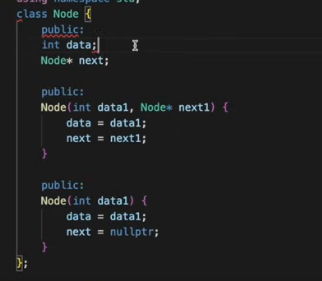 using namespace std;
class Node {
    public:
    int data;
    Node* next;

    public:
    Node(int data1, Node* next1) {
        data = data1;
        next = next1;
    }

    public:
    Node(int data1) {
        data = data1;
        next = nullptr;
    }
};